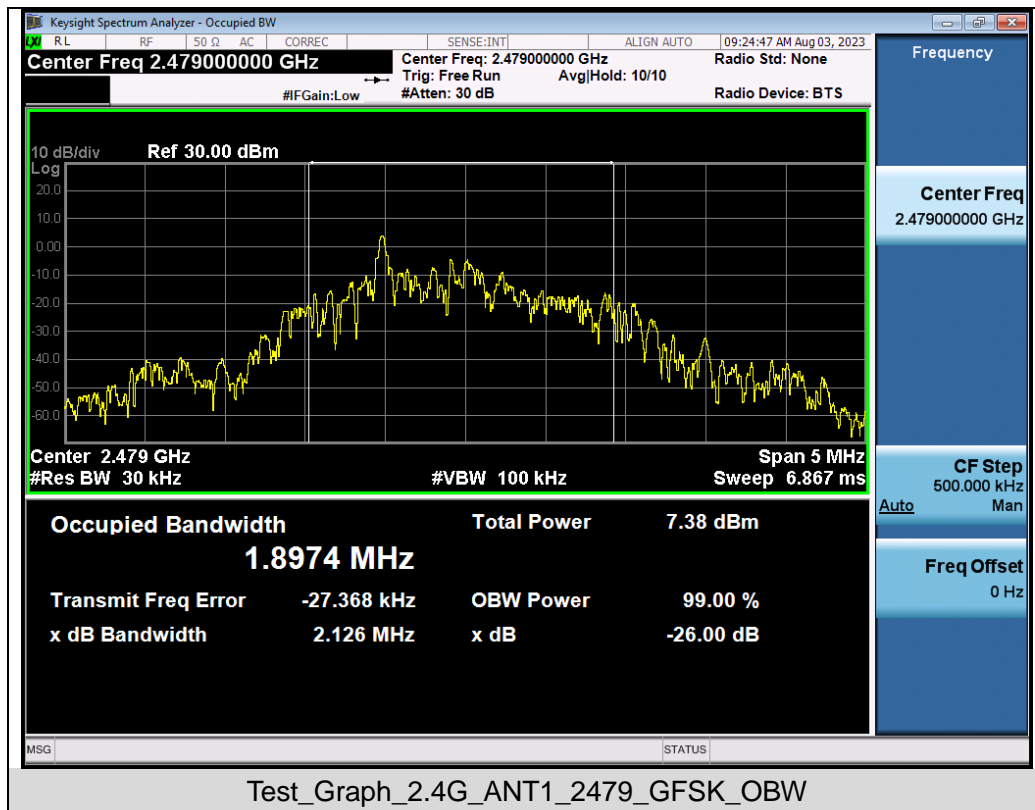 Keysight Spectrum Analyzer - Occupied BW
LXI RL RF 50 Ω AC CORREC SENSE:INT ALIGN AUTO 09:24:47 AM Aug 03, 2023
Center Freq 2.479000000 GHz
Center Freq: 2.479000000 GHz
Radio Std: None
Trig: Free Run Avg|Hold: 10/10
#IFGain:Low
#Atten: 30 dB
Radio Device: BTS
Frequency
10 dB/div Ref 30.00 dBm
Log
20.0
10.0
0.00
-10.0
-20.0
-30.0
-40.0
-50.0
-60.0
Center 2.479 GHz Span 5 MHz
#Res BW 30 kHz #VBW 100 kHz Sweep 6.867 ms
Center Freq
2.479000000 GHz
CF Step
500.000 kHz
Auto Man
Freq Offset
0 Hz
Occupied Bandwidth Total Power 7.38 dBm
1.8974 MHz
Transmit Freq Error -27.368 kHz OBW Power 99.00 %
x dB Bandwidth 2.126 MHz x dB -26.00 dB
MSG STATUS
Test_Graph_2.4G_ANT1_2479_GFSK_OBW